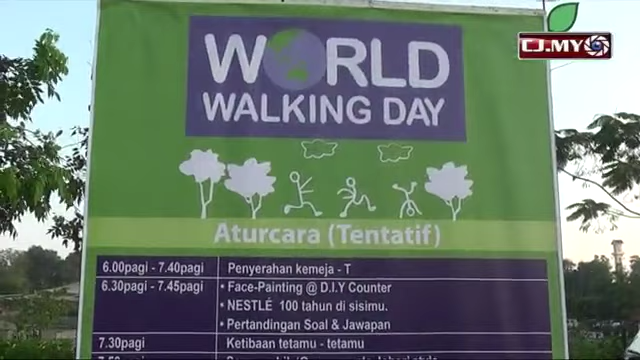 CJ.MY
WORLD
WALKING DAY
Aturcara (Tentatif)
6.00pagi - 7.40pagi Penyerahan kemeja - T
6.30pagi - 7.45pagi • Face-Painting @ D.I.Y Counter
• NESTLÉ 100 tahun di sisimu.
• Pertandingan Soal & Jawapan
7.30pagi Ketibaan tetamu - tetamu